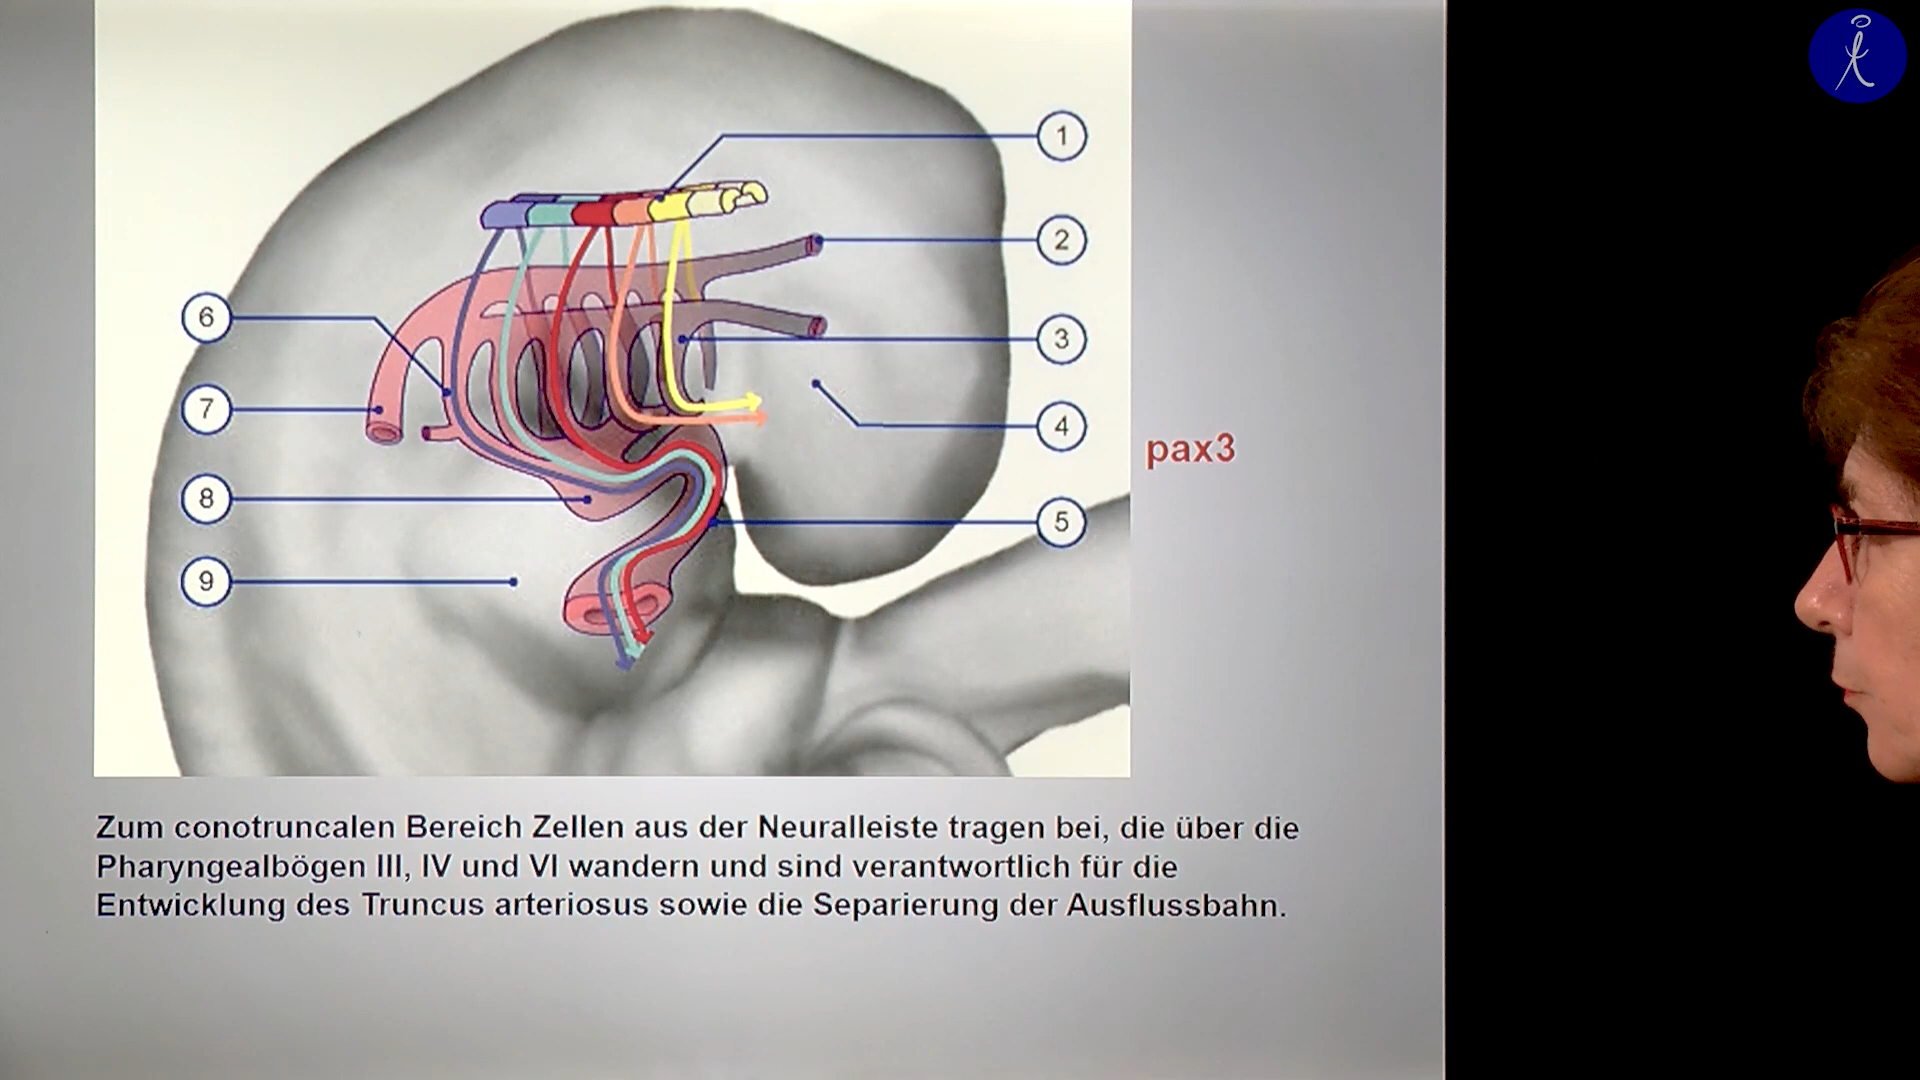 1
2
6
3
7
4
pax3
8
5
9
Zum conotruncalen Bereich Zellen aus der Neuralleiste tragen bei, die über die
Pharyngealbögen III, IV und VI wandern und sind verantwortlich für die
Entwicklung des Truncus arteriosus sowie die Separierung der Ausflussbahn.